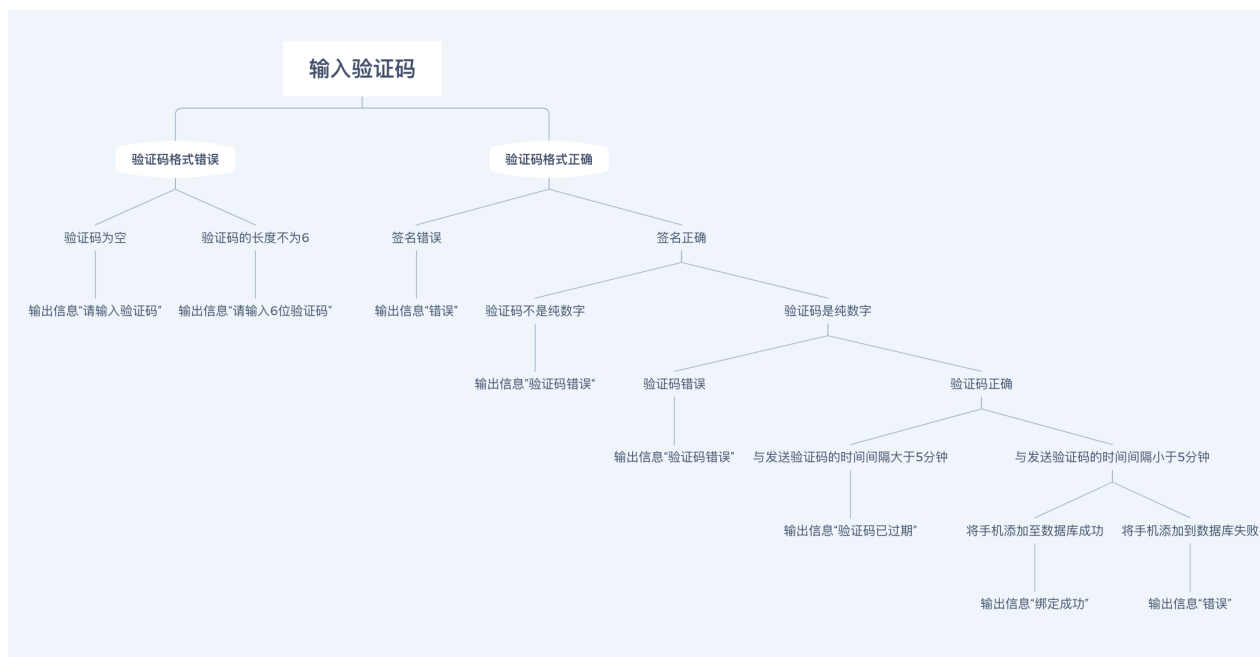 输入验证码
验证码格式错误
验证码格式正确
验证码为空
验证码的长度不为6
签名错误
签名正确
输出信息“请输入验证码”
输出信息“请输入6位验证码”
输出信息“错误”
验证码不是纯数字
验证码是纯数字
输出信息”验证码错误“
验证码错误
验证码正确
输出信息“验证码错误”
与发送验证码的时间间隔大于5分钟
与发送验证码的时间间隔小于5分钟
输出信息“验证码已过期”
将手机添加至数据库成功
将手机添加到数据库失败
输出信息“绑定成功”
输出信息“错误”